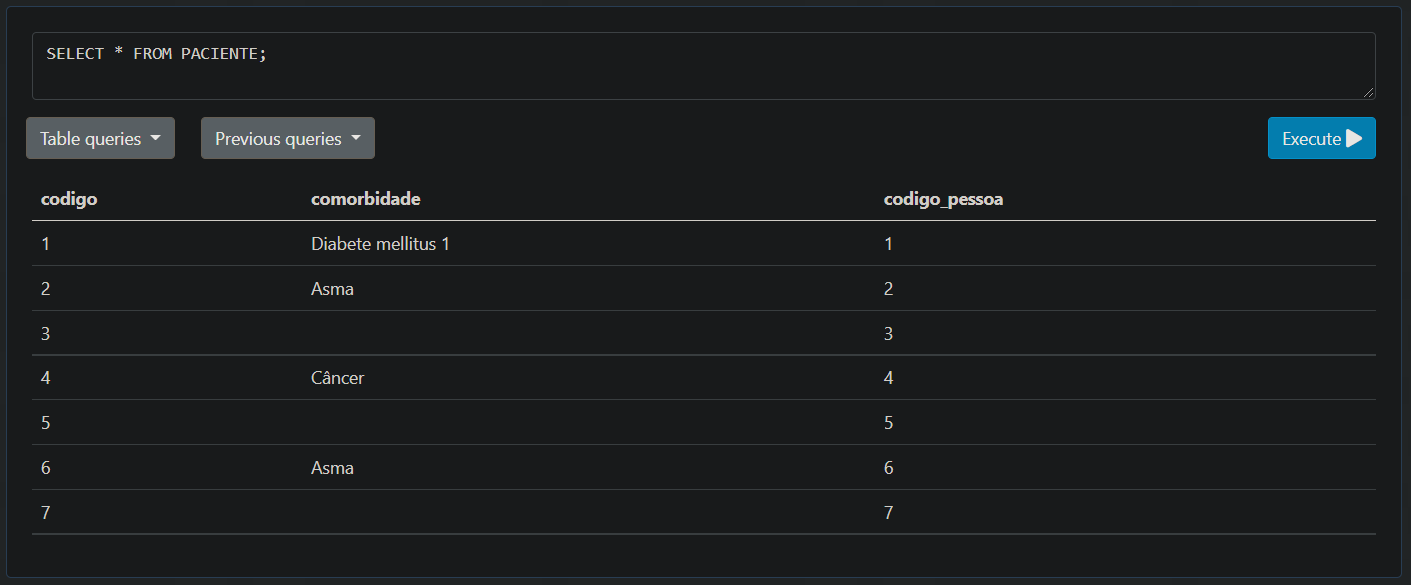 SELECT * FROM PACIENTE;
Table queries Previous queries Execute
codigo comorbidade codigo_pessoa
1 Diabete mellitus 1 1
2 Asma 2
3 3
4 Câncer 4
5 5
6 Asma 6
7 7